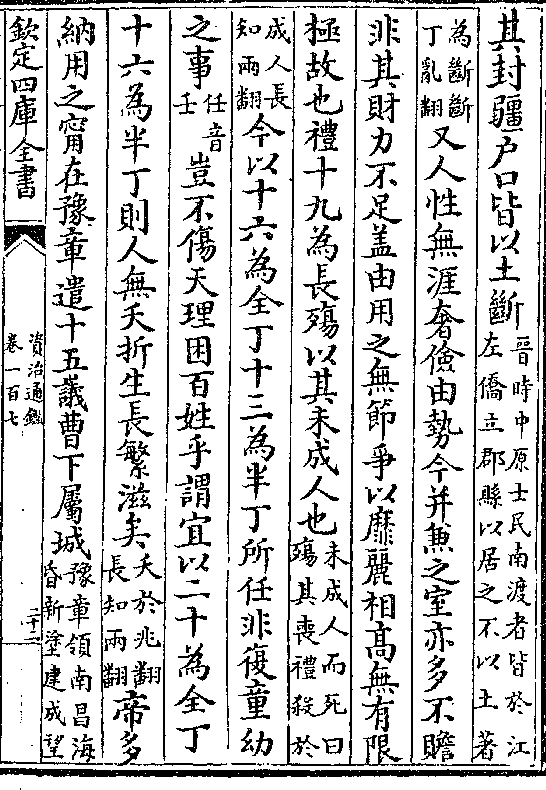 其封疆户口皆以土斷晉時中原士民南渡者皆於江左僑立郡縣以居之不以土著
為斷斷丁亂翻又人性無涯奢儉由勢今并兼之室亦多不贍
非其財力不足盖由用之無節爭以靡麗相高無有限
極故也禮十九為長殤以其未成人也未成人而死曰殤其喪禮殺於
成人長知兩翻今以十六為全丁十三為半丁所任非復童幼
之事任音壬豈不傷天理困百姓乎謂宜以二十為全丁
十六為半丁則人無夭折生長繁滋矣夭於兆翻長知兩翻帝多
納用之甯在豫章遣十五議曹下屬城豫章領南昌海昏新塗建成望
欽定四庫全書
資治通鑑
卷一百七
二十二